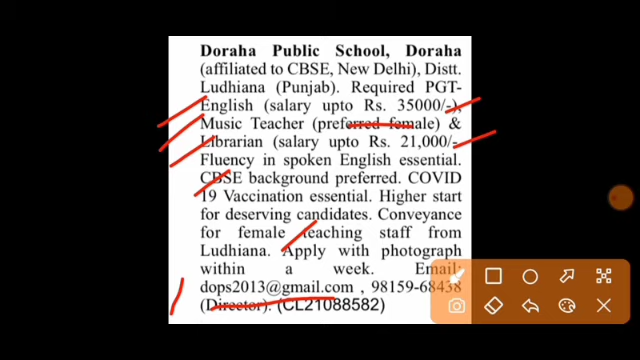 Doraha Public School, Doraha
(affiliated to CBSE, New Delhi), Distt.
Ludhiana (Punjab). Required PGT-
English (salary upto Rs. 35000/-),
Music Teacher (preferred female) &
Librarian (salary upto Rs. 21,000/-
Fluency in spoken English essential.
CBSE background preferred. COVID
19 Vaccination essential. Higher start
for deserving candidates. Conveyance
for female teaching staff from
Ludhiana. Apply with photograph
within a week. Email-
dops2013@gmail.com , 98159-68438
(Director). (CL21088582)